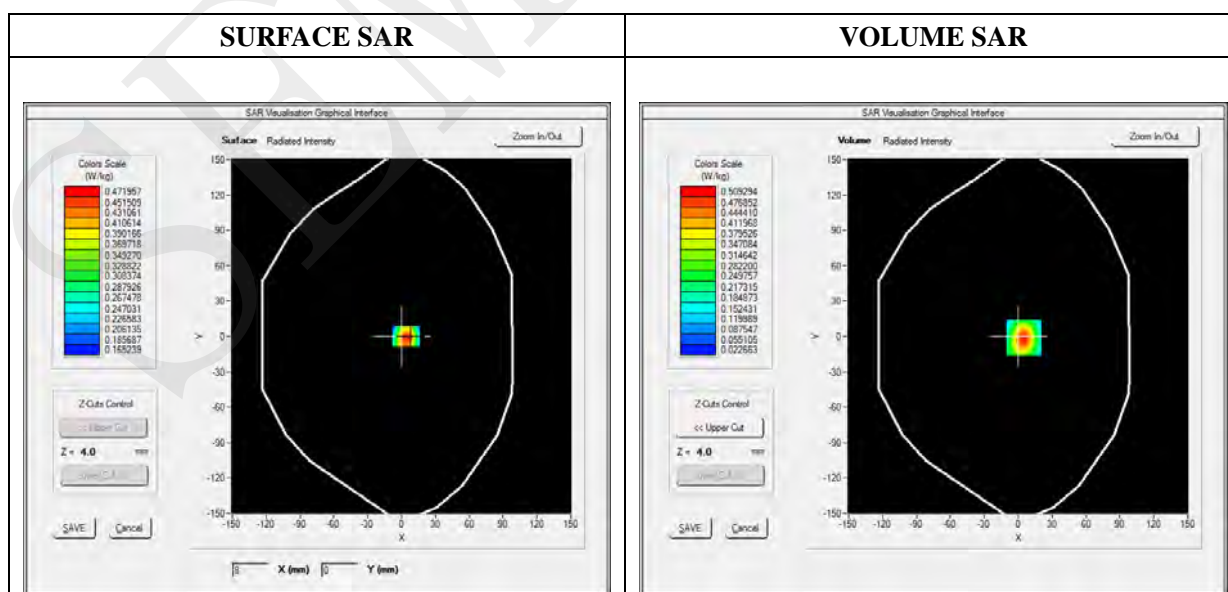 SURFACE SAR
VOLUME SAR
SAR Visualisation Graphical Interface
Surface Radiated Intensity
Zoom In/Out
Colors Scale
(W/kg)
0.471957
0.451509
0.431061
0.410614
0.390166
0.369718
0.349270
0.328822
0.308374
0.287926
0.267478
0.247031
0.226583
0.206135
0.185687
0.165239
Z-Cuts Control
<< Upper Cut
Z = 4.0 mm
SAVE
Cancel
150
120
90
60
30
0
-30
-60
-90
-120
-150
Y
-150 -120 -90 -60 -30 0 30 60 90 120 150
X
8 X (mm) 0 Y (mm)
SAR Visualisation Graphical Interface
Volume Radiated Intensity
Zoom In/Out
Colors Scale
(W/kg)
0.509294
0.476852
0.444410
0.411968
0.379526
0.347084
0.314642
0.282200
0.249757
0.217315
0.184873
0.152431
0.119989
0.087547
0.055105
0.022663
Z-Cuts Control
<< Upper Cut
Z = 4.0 mm
SAVE
Cancel
150
120
90
60
30
0
-30
-60
-90
-120
-150
Y
-150 -120 -90 -60 -30 0 30 60 90 120 150
X